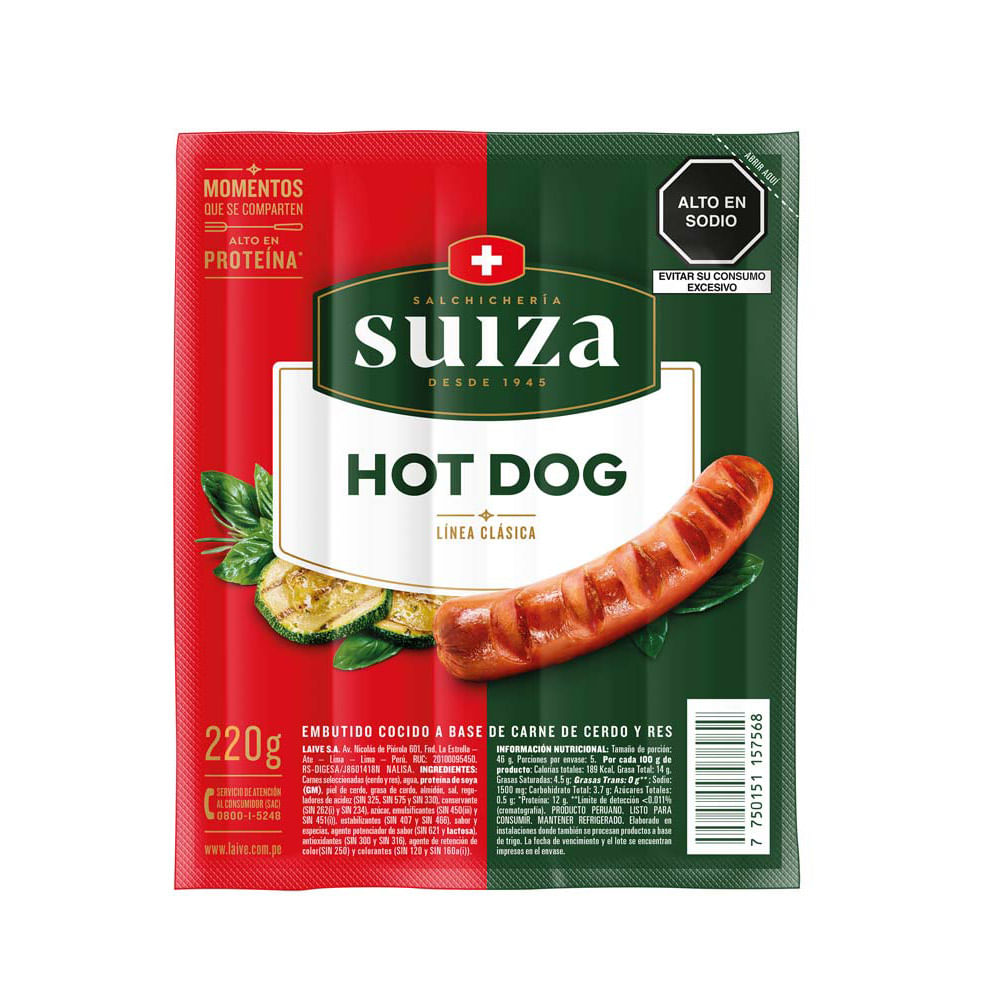 MOMENTOS
QUE SE COMPARTEN
ALTO EN
PROTEÍNA*
ABRIR AQUÍ
ALTO EN
SODIO
EVITAR SU CONSUMO
EXCESIVO
SALCHICHERÍA
suiza
DESDE 1945
HOT DOG
LÍNEA CLÁSICA
220g
SERVICIO DE ATENCIÓN
AL CONSUMIDOR (SAC)
0800-1-5248
www.laive.com.pe
EMBUTIDO COCIDO A BASE DE CARNE DE CERDO Y RES
LAIVE S.A. Av. Nicolás de Piérola 601, Fnd. La Estrella –
Ate – Lima – Lima – Perú. RUC: 20100095450.
RS-DIGESA/J8601418N NALISA. INGREDIENTES:
Carnes seleccionadas (cerdo y res), agua, proteína de soya
(GM), piel de cerdo, grasa de cerdo, almidón, sal, regu-
ladores de acidez (SIN 325, SIN 575 y SIN 330), conservante
(SIN 262(i) y SIN 234), azúcar, emulsificantes (SIN 450(iii) y
SIN 451(i)), estabilizantes (SIN 407 y SIN 466), sabor y
especias, agente potenciador de sabor (SIN 621 y lactosa),
antioxidantes (SIN 300 y SIN 316), agente de retención de
color(SIN 250) y colorantes (SIN 120 y SIN 160a(i)).
INFORMACIÓN NUTRICIONAL: Tamaño de porción:
46 g, Porciones por envase: 5. Por cada 100 g de
producto: Calorías totales: 189 Kcal, Grasa Total: 14 g,
Grasas Saturadas: 4.5 g; Grasas Trans: 0 g**; Sodio:
1500 mg; Carbohidrato Total: 3.7 g; Azúcares Totales:
0.5 g; *Proteína: 12 g. **Límite de detección <0.011%
(cromatografía). PRODUCTO PERUANO. LISTO PARA
CONSUMIR. MANTENER REFRIGERADO. Elaborado en
instalaciones donde también se procesan productos a base
de trigo. La fecha de vencimiento y el lote se encuentran
impresos en el envase.
7 750151 157568